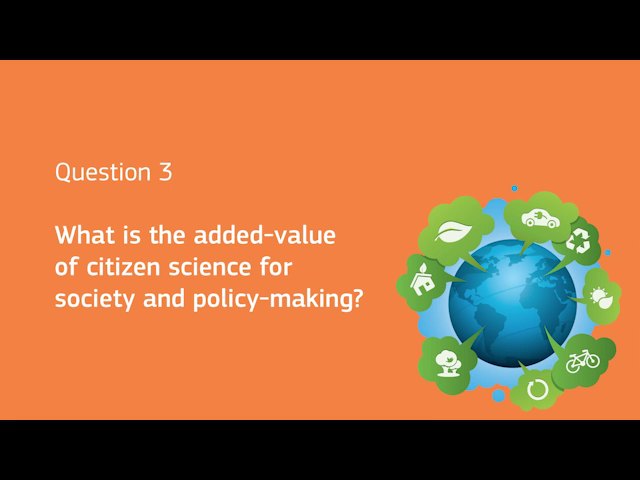 Question 3
What is the added-value
of citizen science for
society and policy-making?